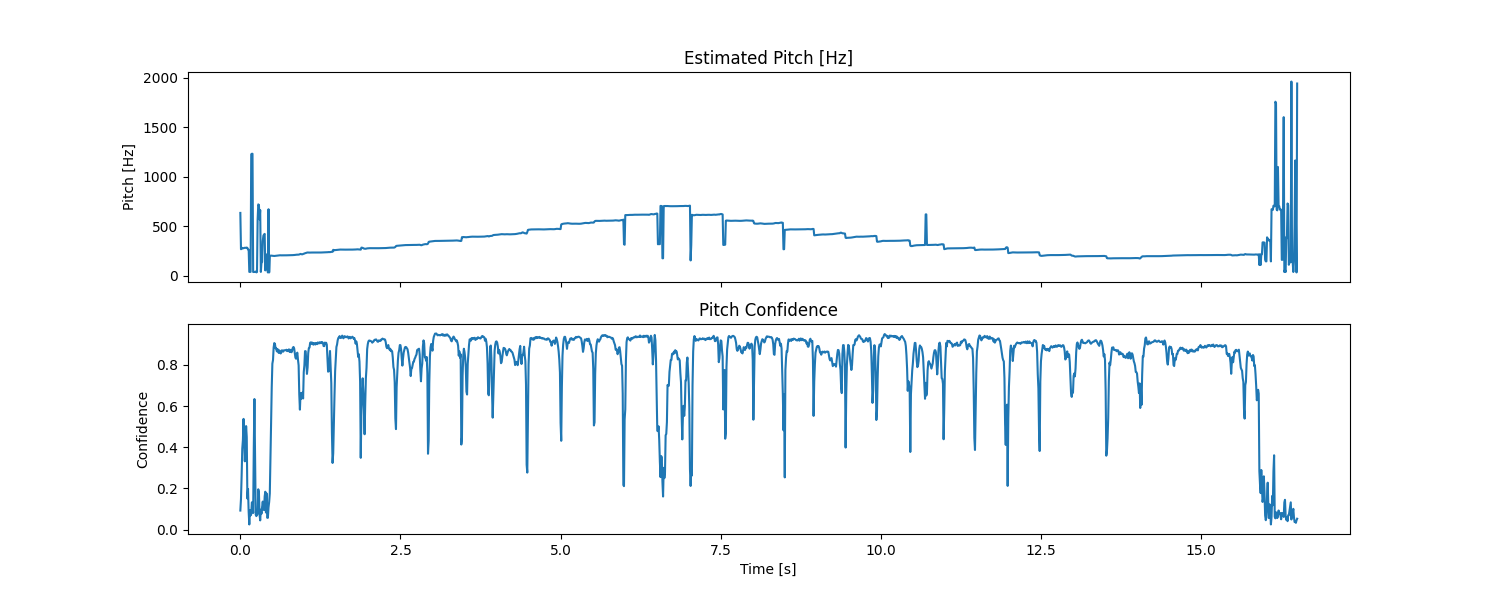 Estimated Pitch [Hz]
2000
1500
1000
500
0
Pitch [Hz]
Pitch Confidence
0.8
0.6
0.4
0.2
0.0
Confidence
0.0 2.5 5.0 7.5 10.0 12.5 15.0
Time [s]